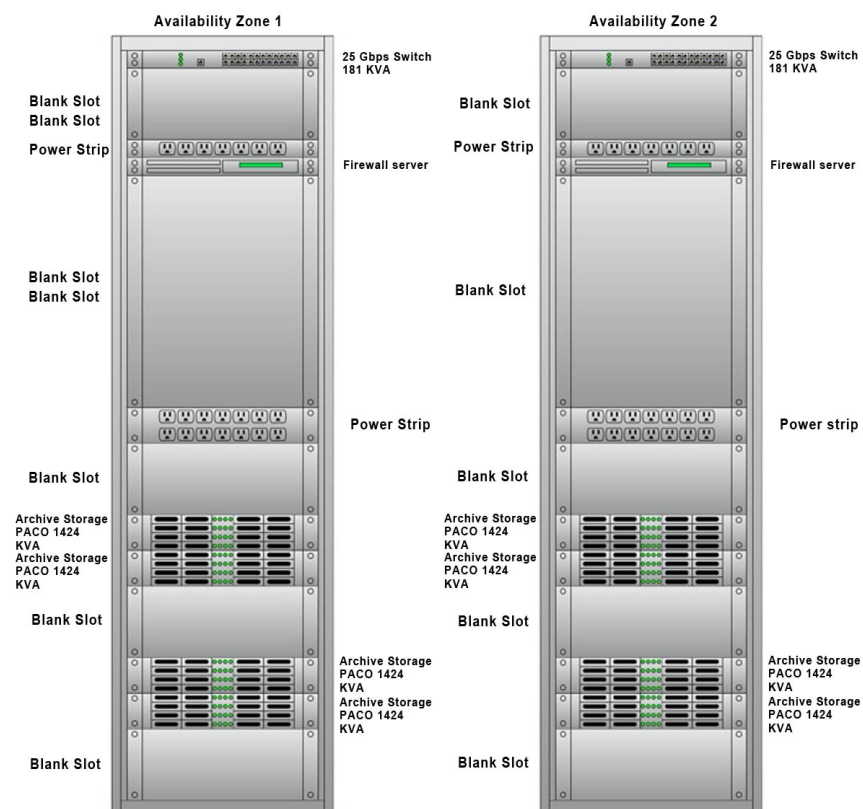 Availability Zone 1
25 Gbps Switch
181 KVA
Blank Slot
Blank Slot
Power Strip
Firewall server
Blank Slot
Blank Slot
Power Strip
Blank Slot
Archive Storage
PACO 1424
KVA
Archive Storage
PACO 1424
KVA
Blank Slot
Archive Storage
PACO 1424
KVA
Archive Storage
PACO 1424
KVA
Blank Slot
Availability Zone 2
25 Gbps Switch
181 KVA
Blank Slot
Power Strip
Firewall server
Blank Slot
Power strip
Blank Slot
Archive Storage
PACO 1424
KVA
Archive Storage
PACO 1424
KVA
Blank Slot
Archive Storage
PACO 1424
KVA
Archive Storage
PACO 1424
KVA
Blank Slot